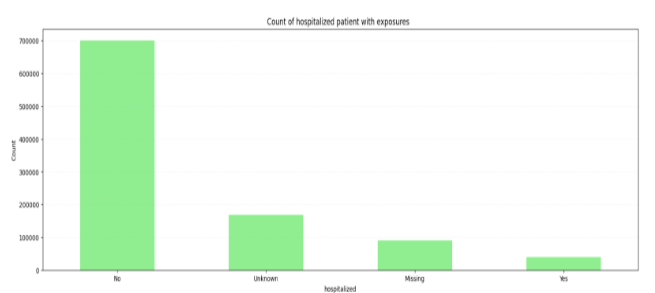 Count of hospitalized patient with exposures
700000
600000
500000
400000
300000
200000
100000
0
Count
No Unknown Missing Yes
hospitalized